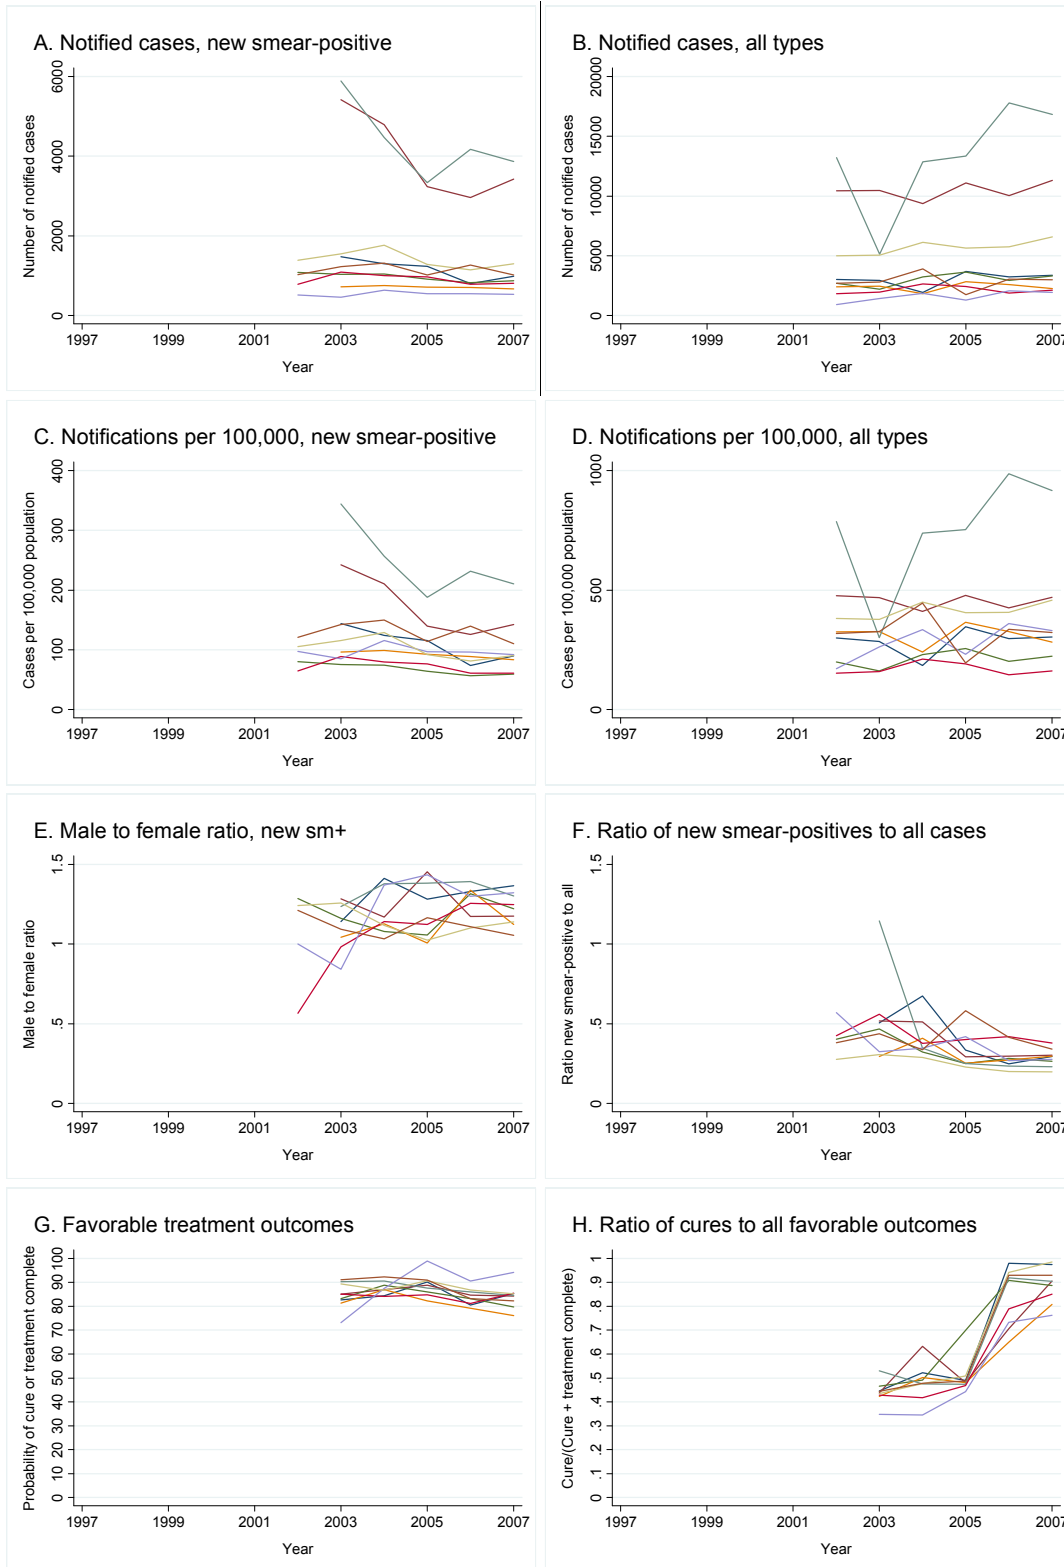 A. Notified cases, new smear-positive
Number of notified cases
6000
4000
2000
0
1997 1999 2001 2003 2005 2007
Year
B. Notified cases, all types
Number of notified cases
20000
15000
10000
5000
0
1997 1999 2001 2003 2005 2007
Year
C. Notifications per 100,000, new smear-positive
Cases per 100,000 population
400
300
200
100
0
1997 1999 2001 2003 2005 2007
Year
D. Notifications per 100,000, all types
Cases per 100,000 population
1000
500
0
1997 1999 2001 2003 2005 2007
Year
E. Male to female ratio, new sm+
Male to female ratio
1.5
1
.5
0
1997 1999 2001 2003 2005 2007
Year
F. Ratio of new smear-positives to all cases
Ratio new smear-positive to all
1.5
1
.5
0
1997 1999 2001 2003 2005 2007
Year
G. Favorable treatment outcomes
Probability of cure or treatment complete
100
90
80
70
60
50
40
30
20
10
0
1997 1999 2001 2003 2005 2007
Year
H. Ratio of cures to all favorable outcomes
Cure/(Cure + treatment complete)
1
.9
.8
.7
.6
.5
.4
.3
.2
.1
0
1997 1999 2001 2003 2005 2007
Year